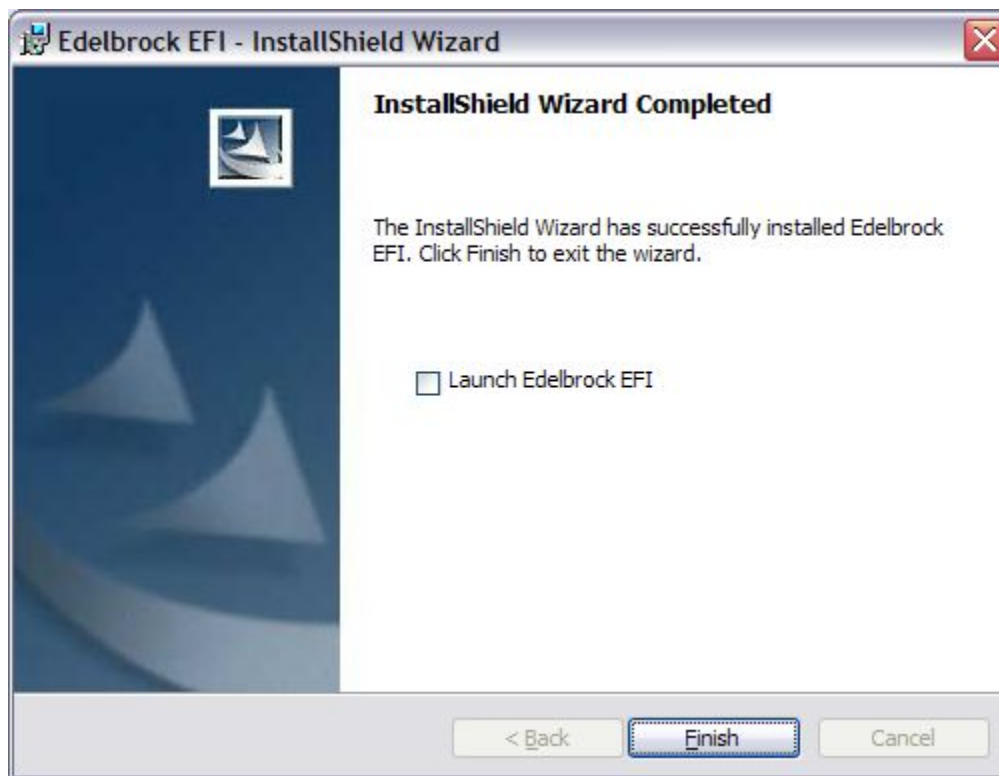 Edelbrock EFI - InstallShield Wizard
InstallShield Wizard Completed
The InstallShield Wizard has successfully installed Edelbrock
EFI. Click Finish to exit the wizard.
Launch Edelbrock EFI
< Back Finish Cancel